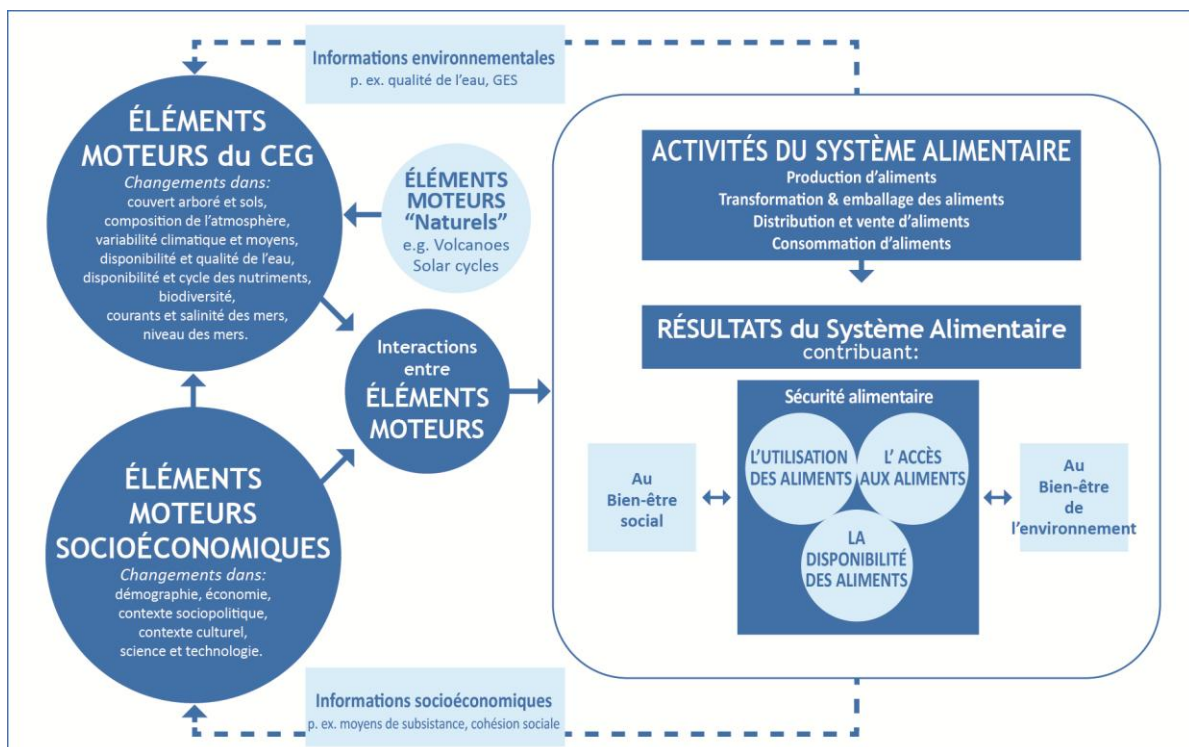 Informations environnementales
p. ex. qualité de l'eau, GES
ÉLÉMENTS
MOTEURS du CEG
Changements dans:
couvert arboré et sols,
composition de l'atmosphère,
variabilité climatique et moyens,
disponibilité et qualité de l'eau,
disponibilité et cycle des nutriments,
biodiversité,
courants et salinité des mers,
niveau des mers.
ÉLÉMENTS
MOTEURS
"Naturels"
e.g. Volcanoes
Solar cycles
Interactions
entre
ÉLÉMENTS
MOTEURS
ÉLÉMENTS
MOTEURS
SOCIOÉCONOMIQUES
Changements dans:
démographie, économie,
contexte sociopolitique,
contexte culturel,
science et technologie.
ACTIVITÉS DU SYSTÈME ALIMENTAIRE
Production d'aliments
Transformation & emballage des aliments
Distribution et vente d'aliments
Consommation d'aliments
RÉSULTATS du Système Alimentaire
contribuant:
Sécurité alimentaire
L'UTILISATION
DES ALIMENTS
L' ACCÈS
AUX ALIMENTS
LA
DISPONIBILITÉ
DES ALIMENTS
Au
Bien-être
social
Au
Bien-être
de
l'environnement
Informations socioéconomiques
p. ex. moyens de subsistance, cohésion sociale